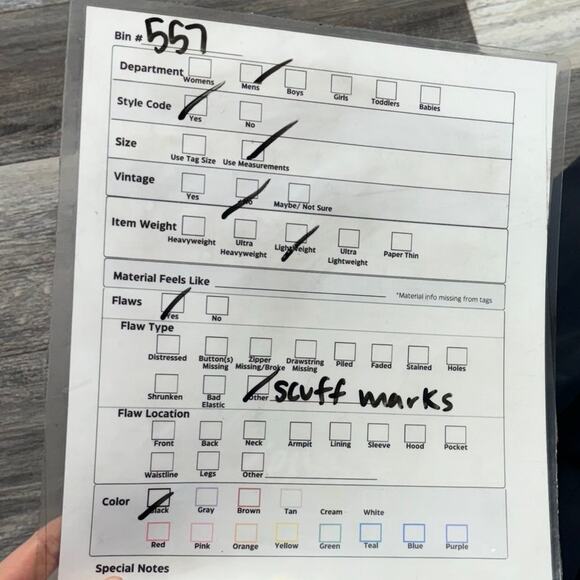 Bin # 557
Department Womens Mens Boys Girls Toddlers Babies
Style Code Yes No
Size Use Tag Size Use Measurements
Vintage Yes No Maybe/ Not Sure
Item Weight Heavyweight Ultra Heavyweight Lightweight Ultra Lightweight Paper Thin
Material Feels Like *Material info missing from tags
Flaws Yes No
Flaw Type
Distressed Button(s) Missing Zipper Missing/Broke Drawstring Missing Piled Faded Stained Holes
Shrunken Bad Elastic Other scuff marks
Flaw Location
Front Back Neck Armpit Lining Sleeve Hood Pocket
Waistline Legs Other
Color Black Gray Brown Tan Cream White
Red Pink Orange Yellow Green Teal Blue Purple
Special Notes